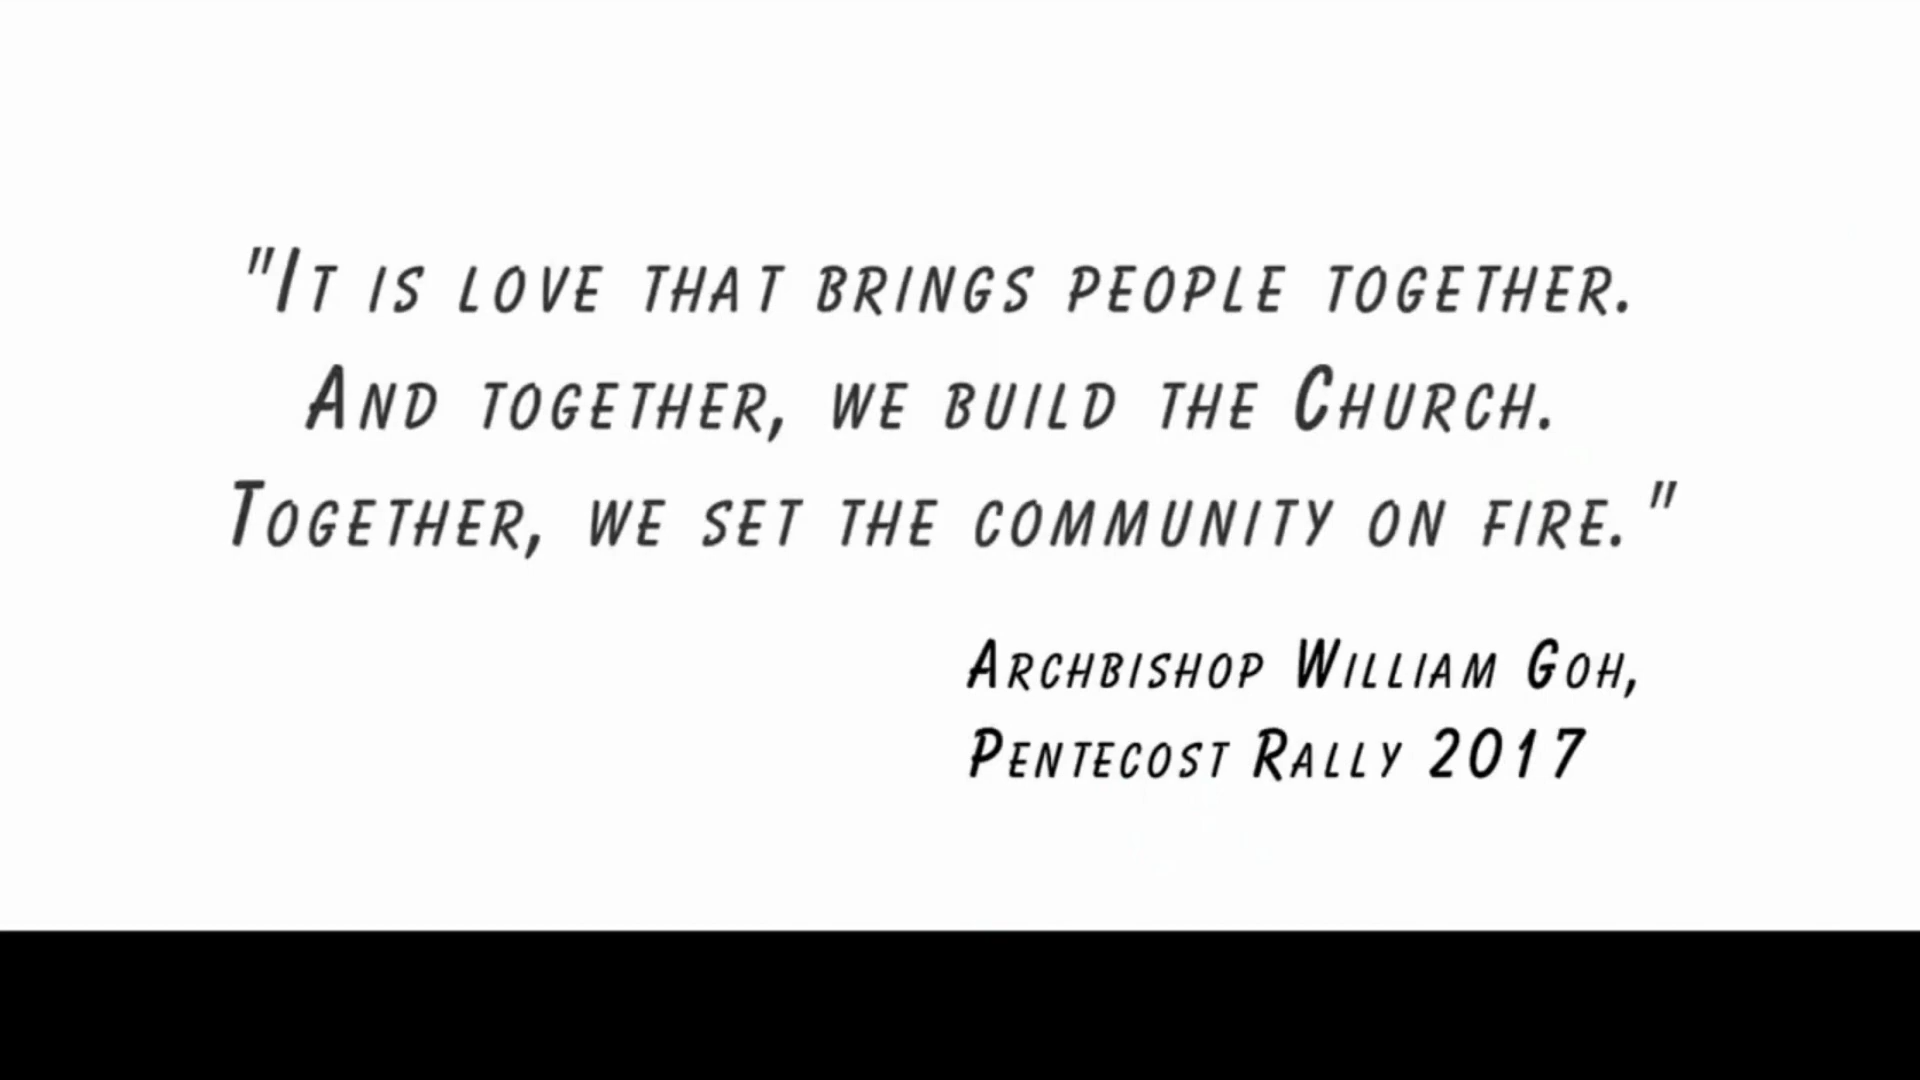 "It is love that brings people together.
And together, we build the Church.
Together, we set the community on fire."
Archbishop William Goh,
Pentecost Rally 2017